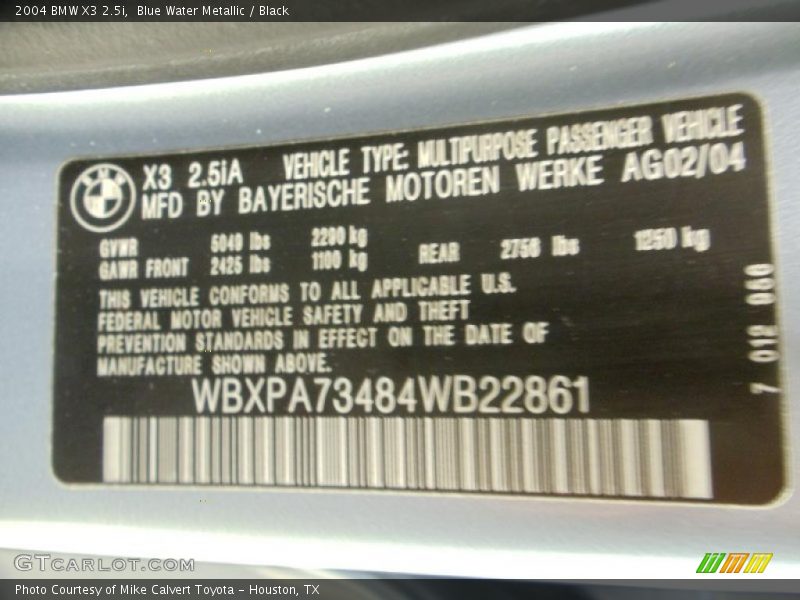 2004 BMW X3 2.5i, Blue Water Metallic / Black
BMW
X3 2.5iA VEHICLE TYPE: MULTIPURPOSE PASSENGER VEHICLE
MFD BY BAYERISCHE MOTOREN WERKE AG02/04
GVWR 5040 lbs 2290 kg
GAWR FRONT 2425 lbs 1100 kg REAR 2756 lbs 1250 kg
THIS VEHICLE CONFORMS TO ALL APPLICABLE U.S.
FEDERAL MOTOR VEHICLE SAFETY AND THEFT
PREVENTION STANDARDS IN EFFECT ON THE DATE OF
MANUFACTURE SHOWN ABOVE.
WBXPA73484WB22861
7 012
GTCARLOT.COM
Photo Courtesy of Mike Calvert Toyota – Houston, TX